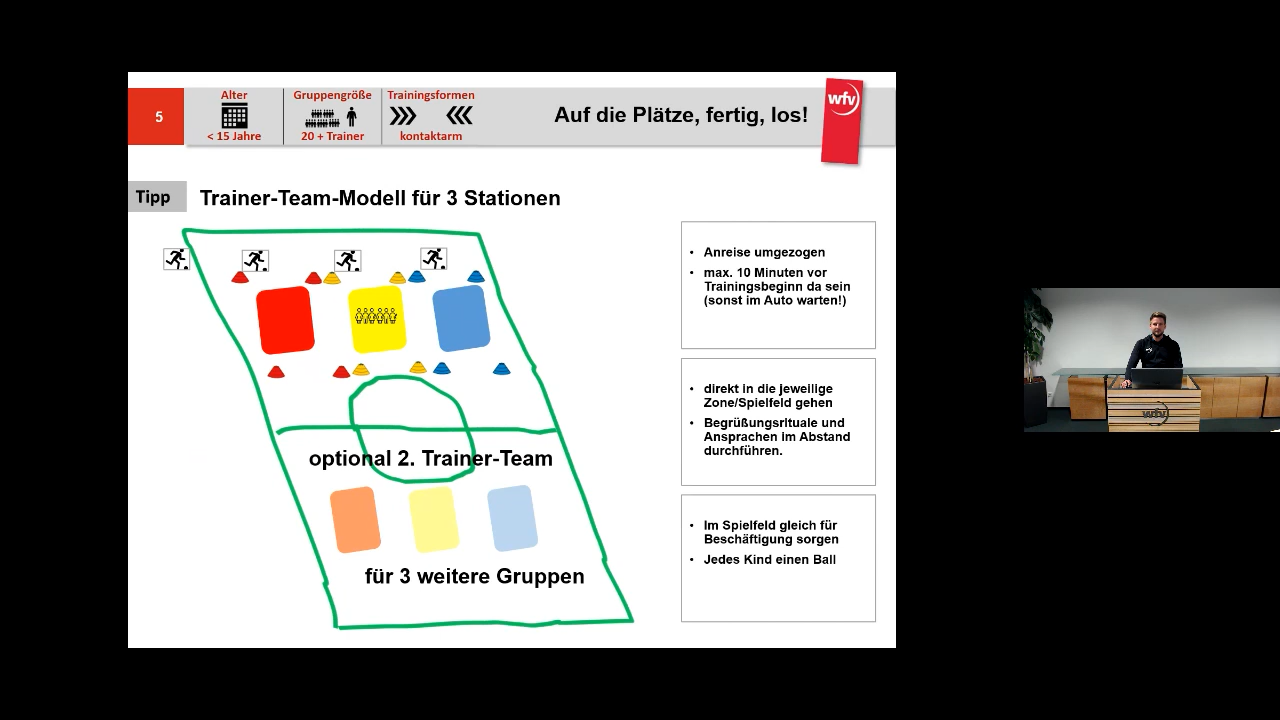 5
Alter
< 15 Jahre
Gruppengröße
20 + Trainer
Trainingsformen
kontaktarm
Auf die Plätze, fertig, los!
wfv
Tipp
Trainer-Team-Modell für 3 Stationen
optional 2. Trainer-Team
für 3 weitere Gruppen
• Anreise umgezogen
• max. 10 Minuten vor
Trainingsbeginn da sein
(sonst im Auto warten!)
• direkt in die jeweilige
Zone/Spielfeld gehen
• Begrüßungsrituale und
Ansprachen im Abstand
durchführen.
• Im Spielfeld gleich für
Beschäftigung sorgen
• Jedes Kind einen Ball
wfv